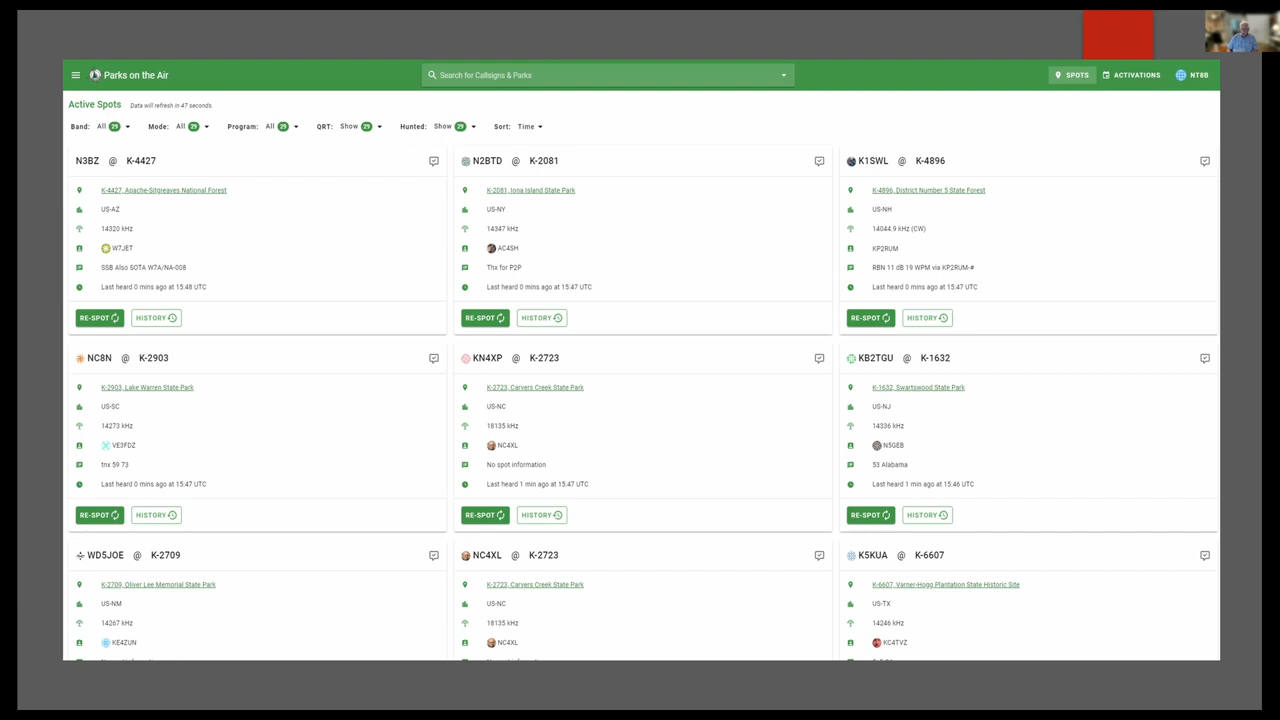 Parks on the Air
Search for Callsigns & Parks
SPOTS
ACTIVATIONS
NT8B
Active Spots Data will refresh in 47 seconds.
Band: All 29 Mode: All 29 Program: All 29 QRT: Show 29 Hunted: Show 29 Sort: Time
N3BZ @ K-4427
K-4427, Apache-Sitgreaves National Forest
US-AZ
14320 kHz
W7JET
SSB Also SOTA W7A/NA-008
Last heard 0 mins ago at 15:48 UTC
RE-SPOT HISTORY
N2BTD @ K-2081
K-2081, Iona Island State Park
US-NY
14347 kHz
AC4SH
Thx for P2P
Last heard 0 mins ago at 15:47 UTC
RE-SPOT HISTORY
K1SWL @ K-4896
K-4896, District Number 5 State Forest
US-NH
14044.9 kHz (CW)
KP2RUM
RBN 11 dB 19 WPM via KP2RUM-#
Last heard 0 mins ago at 15:47 UTC
RE-SPOT HISTORY
NC8N @ K-2903
K-2903, Lake Warren State Park
US-SC
14273 kHz
VE3FDZ
tnx 59 73
Last heard 0 mins ago at 15:47 UTC
RE-SPOT HISTORY
KN4XP @ K-2723
K-2723, Carvers Creek State Park
US-NC
18135 kHz
NC4XL
No spot information
Last heard 1 min ago at 15:47 UTC
RE-SPOT HISTORY
KB2TGU @ K-1632
K-1632, Swartswood State Park
US-NJ
14336 kHz
N5GEB
53 Alabama
Last heard 1 min ago at 15:46 UTC
RE-SPOT HISTORY
WD5JOE @ K-2709
K-2709, Oliver Lee Memorial State Park
US-NM
14267 kHz
KE4ZUN
NC4XL @ K-2723
K-2723, Carvers Creek State Park
US-NC
18135 kHz
NC4XL
K5KUA @ K-6607
K-6607, Varner-Hogg Plantation State Historic Site
US-TX
14246 kHz
KC4TVZ